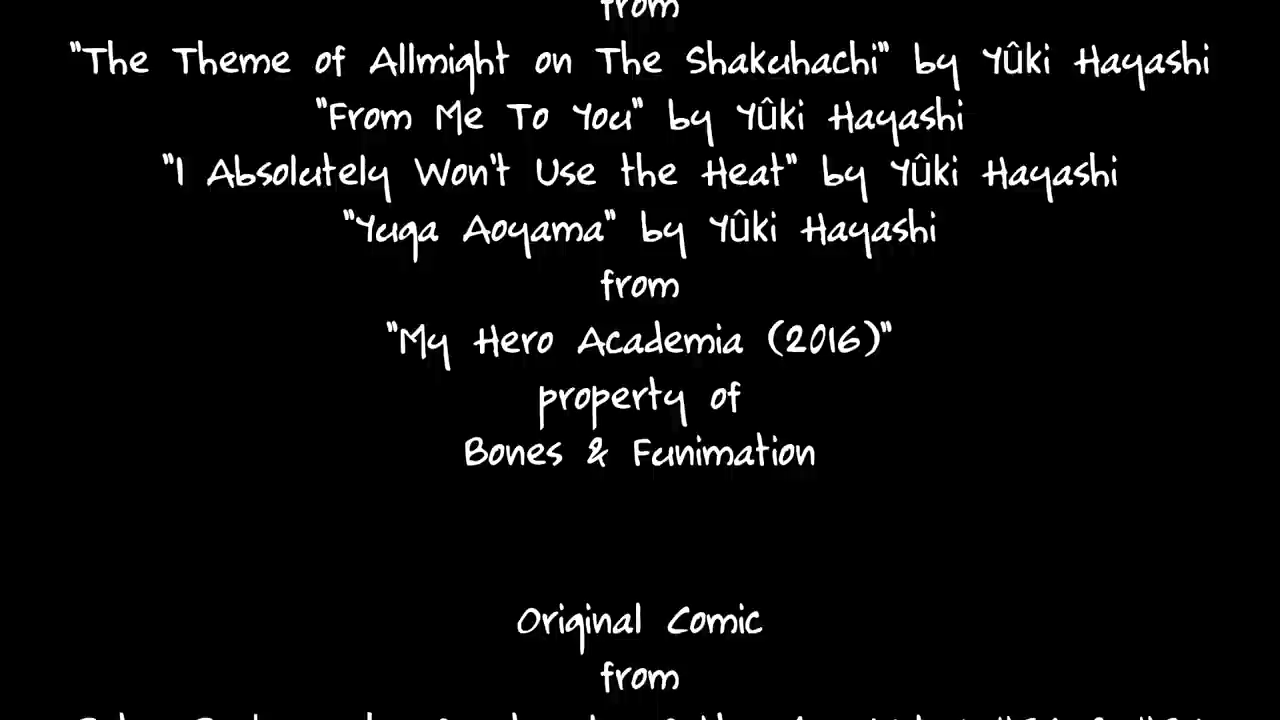 from
"The Theme of Allmight on The Shakuhachi" by Yûki Hayashi
"From Me To You" by Yûki Hayashi
"I Absolutely Won't Use the Heat" by Yûki Hayashi
"Yuga Aoyama" by Yûki Hayashi
from
"My Hero Academia (2016)"
property of
Bones & Funimation
Original Comic
from